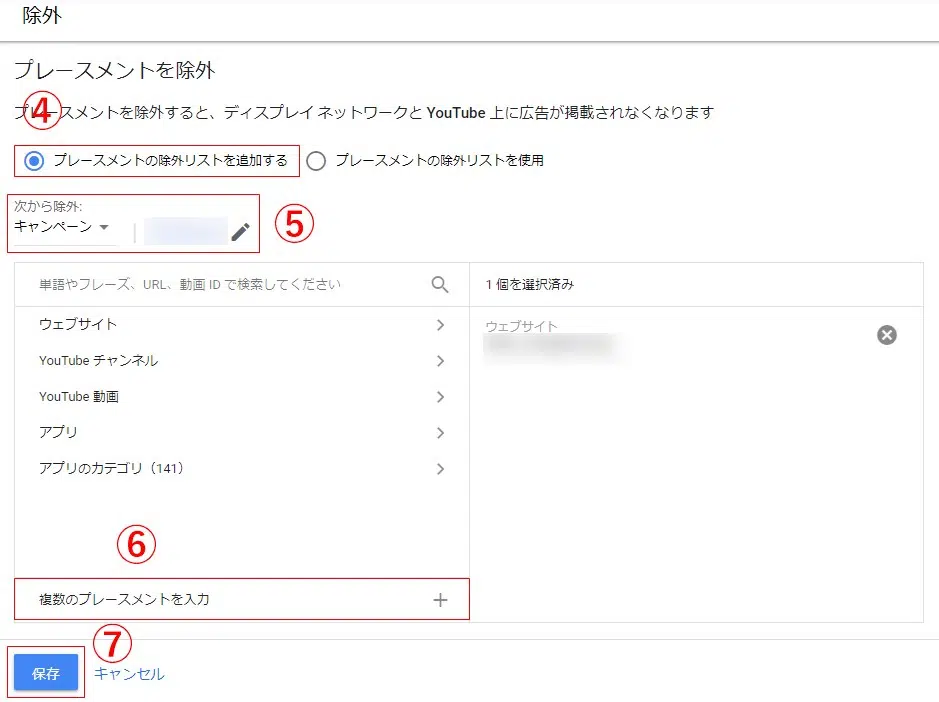 除外
プレースメントを除外
④
プレースメントを除外すると、ディスプレイ ネットワークと YouTube 上に広告が掲載されなくなります
プレースメントの除外リストを追加する プレースメントの除外リストを使用
次から除外:
キャンペーン
⑤
単語やフレーズ、URL、動画 ID で検索してください
1 個を選択済み
ウェブサイト
YouTube チャンネル
YouTube 動画
アプリ
アプリのカテゴリ（141）
ウェブサイト
⑥
複数のプレースメントを入力
⑦
保存 キャンセル